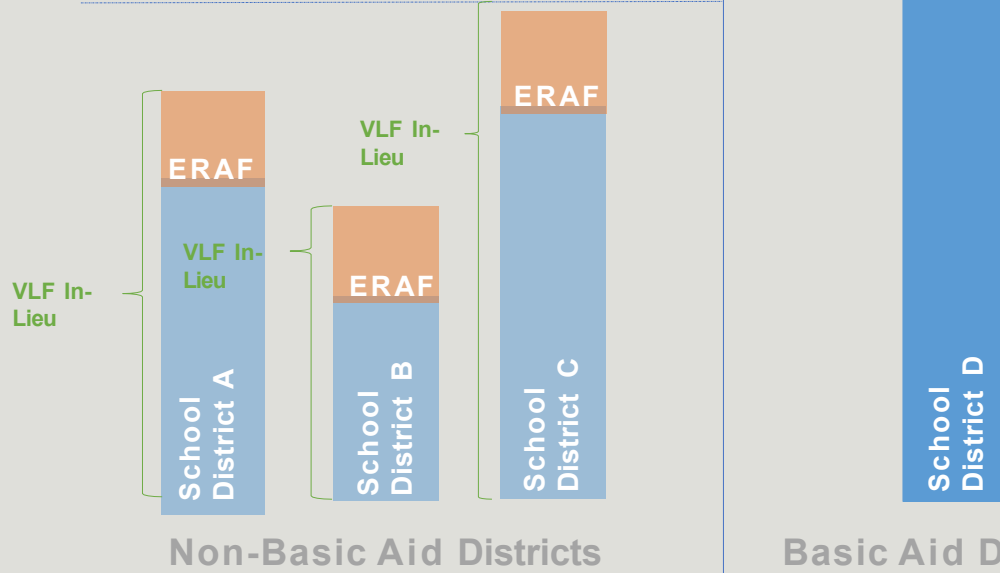 VLF In-
Lieu
ERAF
School
District A
VLF In-
Lieu
ERAF
School
District B
VLF In-
Lieu
ERAF
School
District C
School
District D
Non-Basic Aid Districts
Basic Aid D